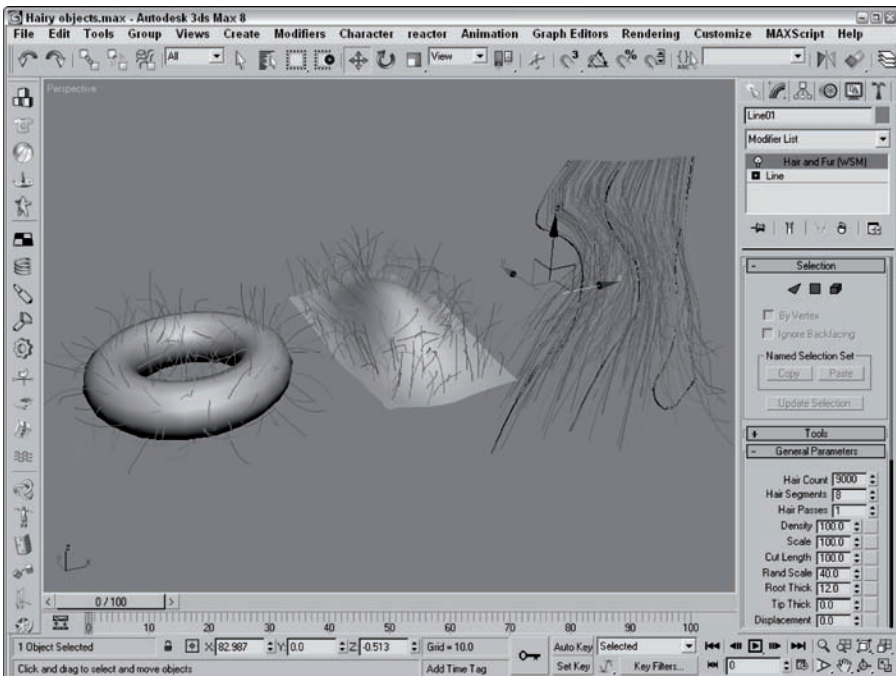 Hairy objects.max - Autodesk 3ds Max 8
File Edit Tools Group Views Create Modifiers Character reactor Animation Graph Editors Rendering Customize MAXScript Help
All
View
Perspective
Line01
Modifier List
Hair and Fur (WSM)
Line
- Selection
By Vertex
Ignore Backfacing
Named Selection Set
Copy Paste
Update Selection
+ Tools
- General Parameters
Hair Count 9000
Hair Segments 8
Hair Passes 1
Density 100.0
Scale 100.0
Cut Length 100.0
Rand Scale 40.0
Root Thick 12.0
Tip Thick 0.0
Displacement 0.0
z
x
< 0 / 100 >
0 10 20 30 40 50 60 70 80 90 100
1 Object Selected X: 82.987 Y: 0.0 Z: -0.513 Grid = 10.0 Auto Key Selected
Click and drag to select and move objects Add Time Tag Set Key Key Filters... 0